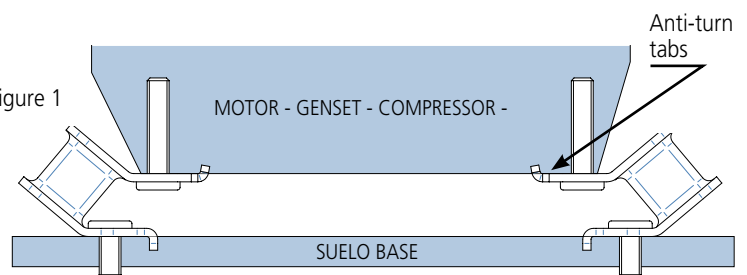 Anti-turn
tabs
igure 1
MOTOR - GENSET - COMPRESSOR -
SUELO BASE